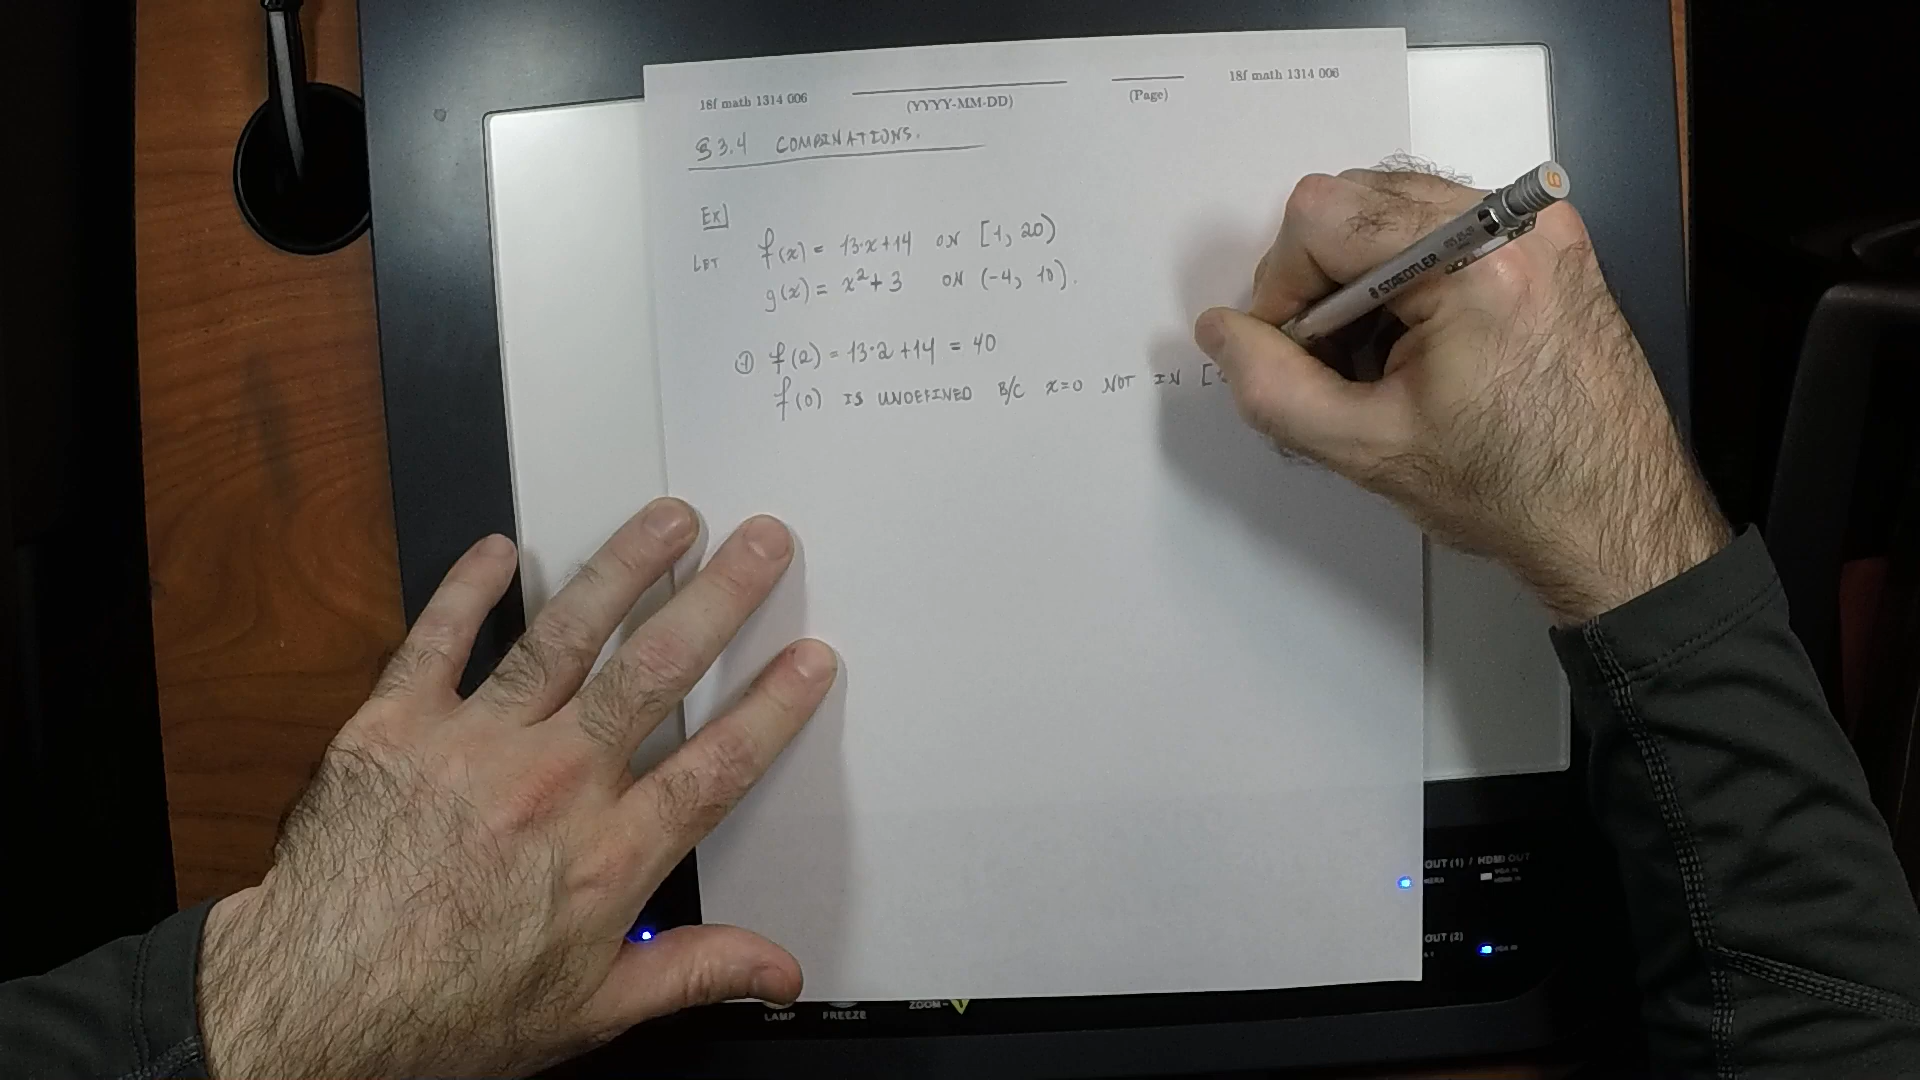 18f math 1314 006 (YYYY-MM-DD) (Page) 18f math 1314 006
§ 3.4 COMBINATIONS.
Ex]
LET f(x) = 13·x+14 ON [1, 20)
g(x) = x²+3 ON (-4, 10).
① f(2) = 13·2+14 = 40
f(0) IS UNDEFINED B/C x=0 NOT IN [
STAEDTLER
OUT (1) / HDMI OUT
OUT (2)
LAMP FREEZE ZOOM-